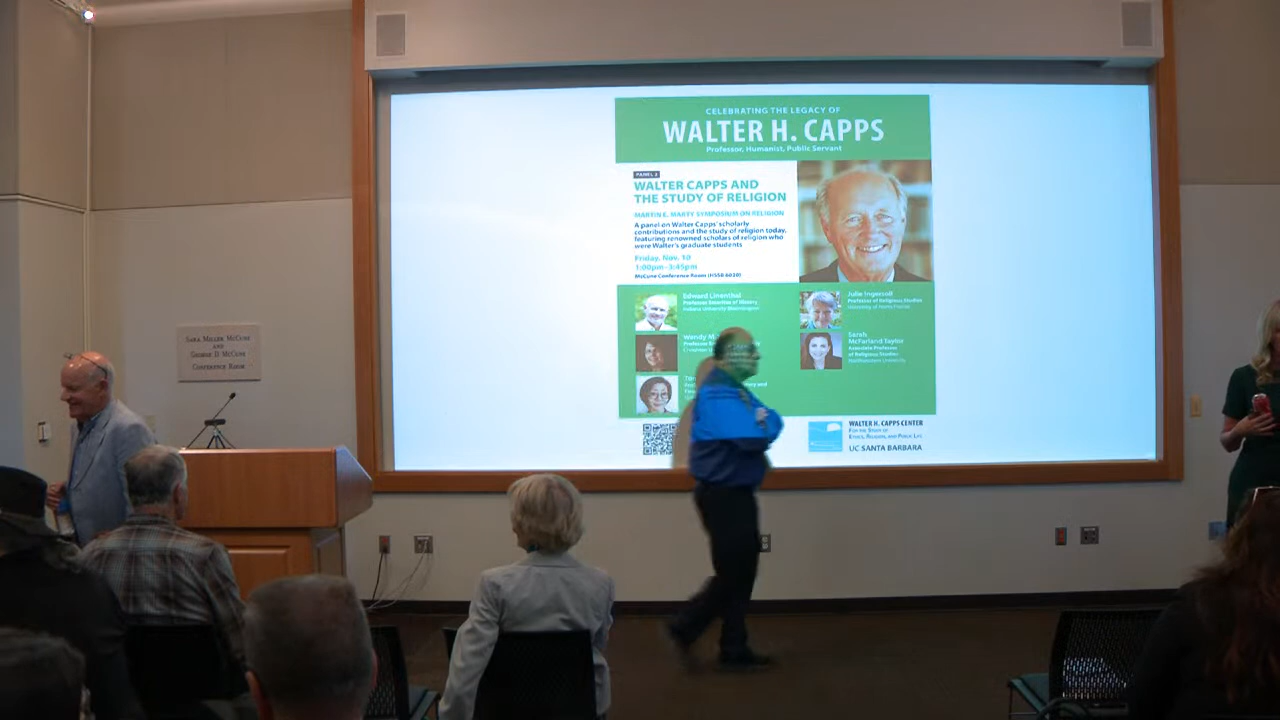 CELEBRATING THE LEGACY OF
WALTER H. CAPPS
Professor, Humanist, Public Servant
PANEL 2
WALTER CAPPS AND
THE STUDY OF RELIGION
MARTIN E. MARTY SYMPOSIUM ON RELIGION
A panel on Walter Capps' scholarly
contributions and the study of religion today,
featuring renowned scholars of religion who
were Walter's graduate students
Friday, Nov. 10
1:00pm–3:45pm
McCune Conference Room (HSSB 6020)
Edward Linenthal
Professor Emeritus of History
Indiana University Bloomington
Julie Ingersoll
Professor of Religious Studies
University of North Florida
Wendy M.
Sarah
McFarland Taylor
Associate Professor
of Religious Studies
Northwestern University
WALTER H. CAPPS CENTER
FOR THE STUDY OF
ETHICS, RELIGION, AND PUBLIC LIFE
UC SANTA BARBARA
SARA MILLER MCCUNE
AND
GEORGE D. MCCUNE
CONFERENCE ROOM